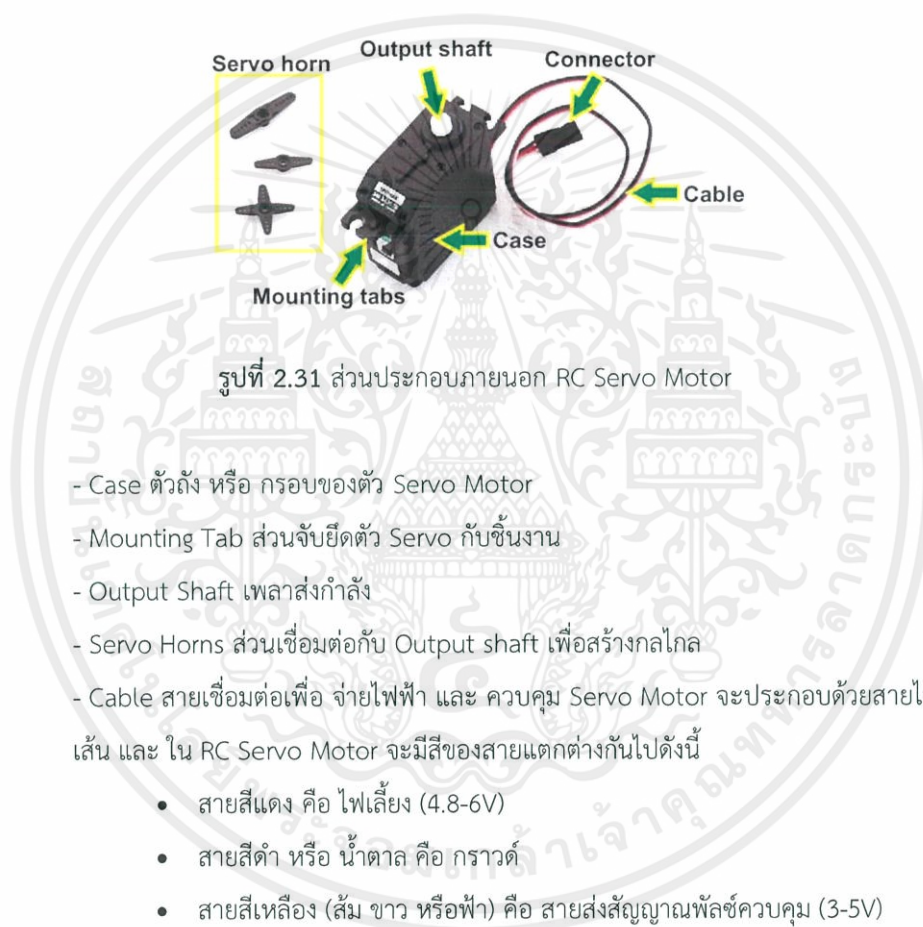 Servo horn
Output shaft
Connector
Cable
Case
Mounting tabs
รูปที่ 2.31 ส่วนประกอบภายนอก RC Servo Motor
- Case ตัวถัง หรือ กรอบของตัว Servo Motor
- Mounting Tab ส่วนจับยึดตัว Servo กับชิ้นงาน
- Output Shaft เพลาส่งกำลัง
- Servo Horns ส่วนเชื่อมต่อกับ Output shaft เพื่อสร้างกลไกล
- Cable สายเชื่อมต่อเพื่อ จ่ายไฟฟ้า และ ควบคุม Servo Motor จะประกอบด้วยสายไ
เส้น และ ใน RC Servo Motor จะมีสีของสายแตกต่างกันไปดังนี้
• สายสีแดง คือ ไฟเลี้ยง (4.8-6V)
• สายสีดำ หรือ น้ำตาล คือ กราวด์
• สายสีเหลือง (ส้ม ขาว หรือฟ้า) คือ สายส่งสัญญาณพัลซ์ควบคุม (3-5V)